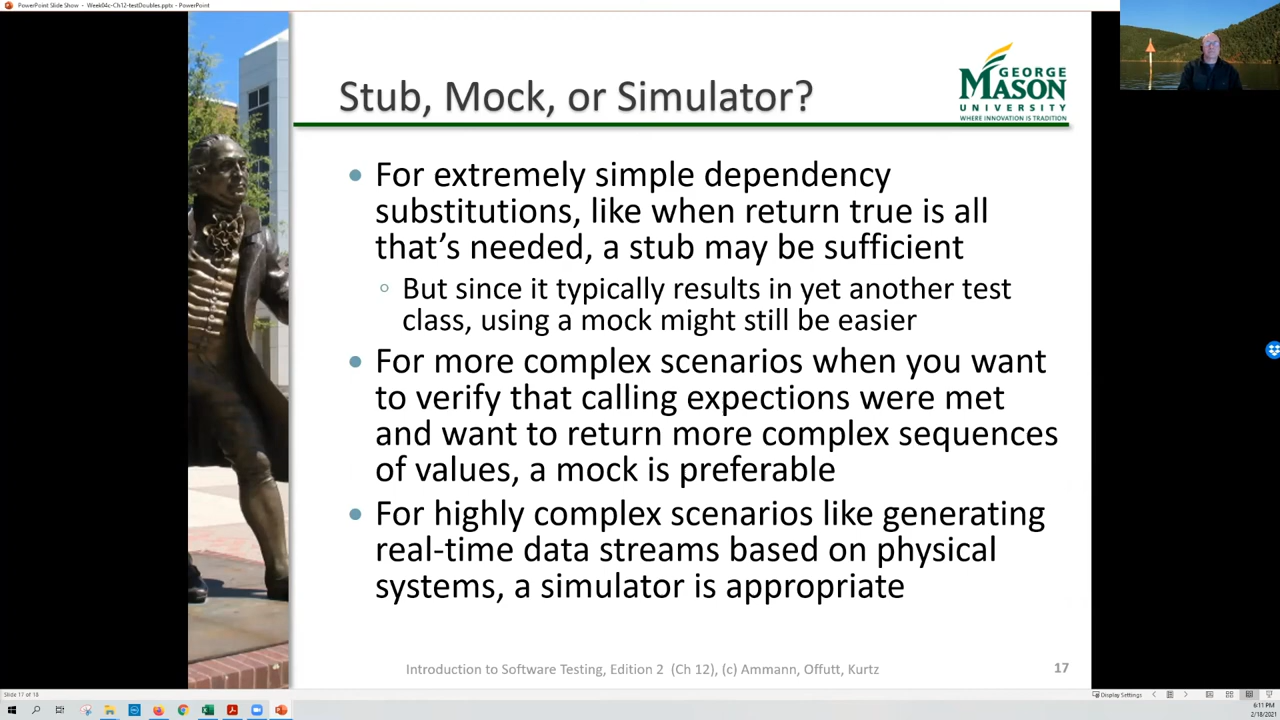 PowerPoint Slide Show - Week04c-Ch12-testDoubles.pptx - PowerPoint
Stub, Mock, or Simulator?
GEORGE
MASON
UNIVERSITY
WHERE INNOVATION IS TRADITION
For extremely simple dependency
substitutions, like when return true is all
that's needed, a stub may be sufficient
But since it typically results in yet another test
class, using a mock might still be easier
For more complex scenarios when you want
to verify that calling expections were met
and want to return more complex sequences
of values, a mock is preferable
For highly complex scenarios like generating
real-time data streams based on physical
systems, a simulator is appropriate
Introduction to Software Testing, Edition 2 (Ch 12), (c) Ammann, Offutt, Kurtz
17
Slide 17 of 18
Display Settings
6:11 PM
2/18/2021